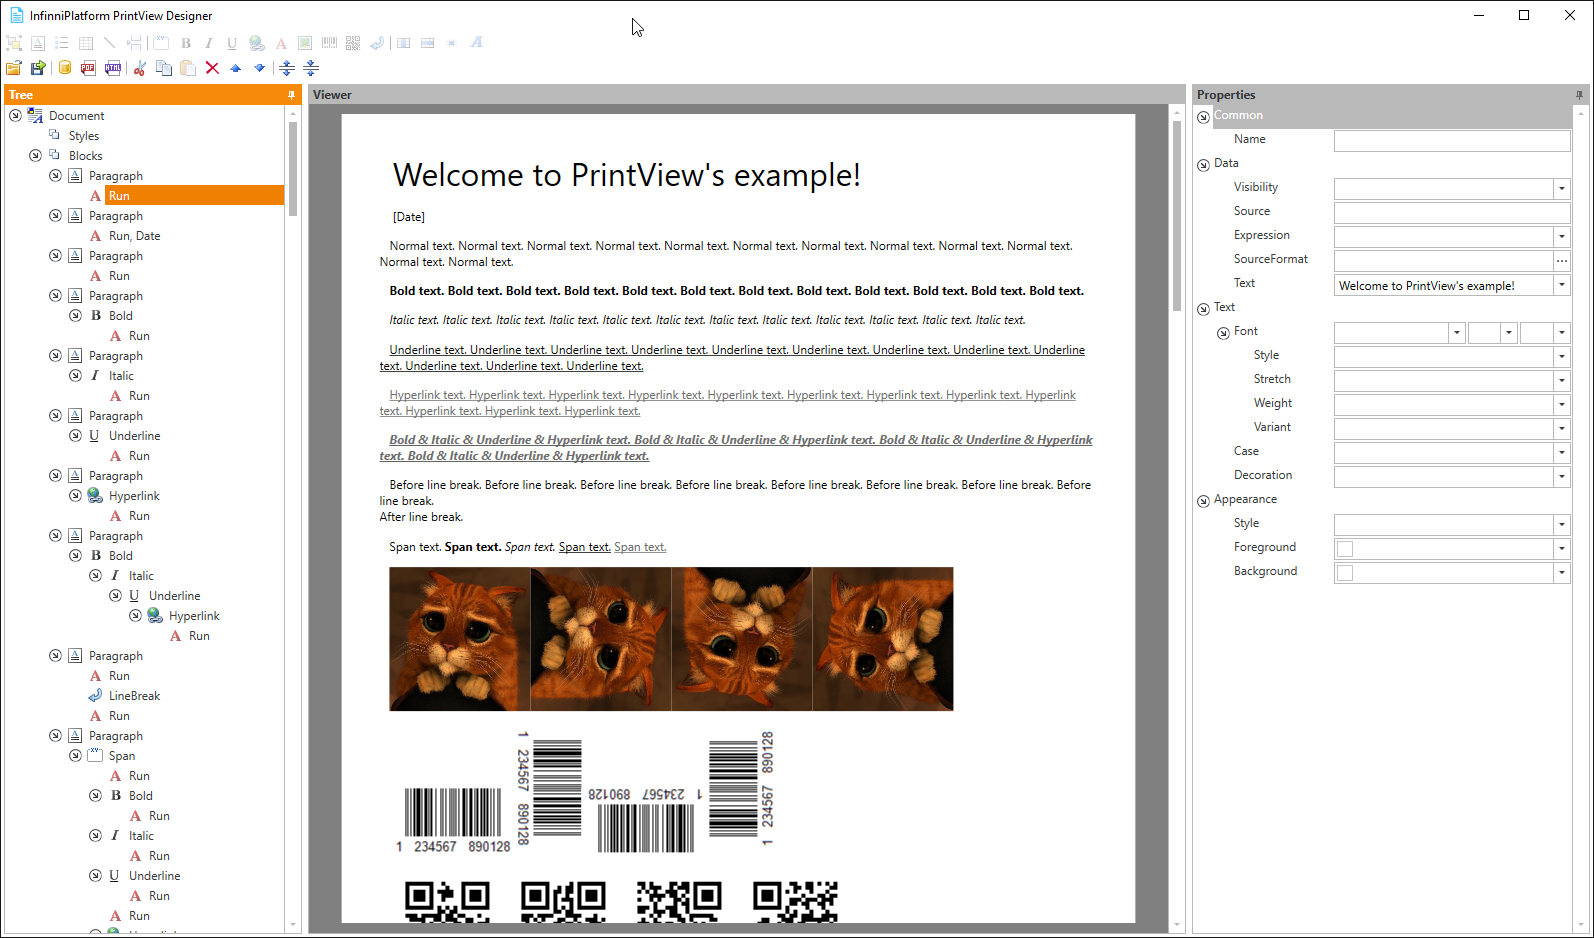 InfinniPlatform PrintView Designer
Tree
Document
Styles
Blocks
Paragraph
Run
Paragraph
Run, Date
Paragraph
Run
Paragraph
Bold
Run
Paragraph
Italic
Run
Paragraph
Underline
Run
Paragraph
Hyperlink
Run
Paragraph
Bold
Italic
Underline
Hyperlink
Run
Paragraph
Run
LineBreak
Run
Paragraph
Span
Run
Bold
Run
Italic
Run
Underline
Run
Run
Viewer
Welcome to PrintView's example!
[Date]
Normal text. Normal text. Normal text. Normal text. Normal text. Normal text. Normal text. Normal text. Normal text. Normal text.
Normal text. Normal text.
Bold text. Bold text. Bold text. Bold text. Bold text. Bold text. Bold text. Bold text. Bold text. Bold text. Bold text. Bold text.
Italic text. Italic text. Italic text. Italic text. Italic text. Italic text. Italic text. Italic text. Italic text. Italic text. Italic text. Italic text.
Underline text. Underline text. Underline text. Underline text. Underline text. Underline text. Underline text. Underline text. Underline
text. Underline text. Underline text. Underline text.
Hyperlink text. Hyperlink text. Hyperlink text. Hyperlink text. Hyperlink text. Hyperlink text. Hyperlink text. Hyperlink text. Hyperlink
text. Hyperlink text. Hyperlink text. Hyperlink text.
Bold & Italic & Underline & Hyperlink text. Bold & Italic & Underline & Hyperlink text. Bold & Italic & Underline & Hyperlink
text. Bold & Italic & Underline & Hyperlink text.
Before line break. Before line break. Before line break. Before line break. Before line break. Before line break. Before line break. Before
line break.
After line break.
Span text. Span text. Span text. Span text. Span text.
1 234567 890128
1 234567 890128
1 234567 890128
1 234567 890128
Properties
Common
Name
Data
Visibility
Source
Expression
SourceFormat
Text Welcome to PrintView's example!
Text
Font
Style
Stretch
Weight
Variant
Case
Decoration
Appearance
Style
Foreground
Background